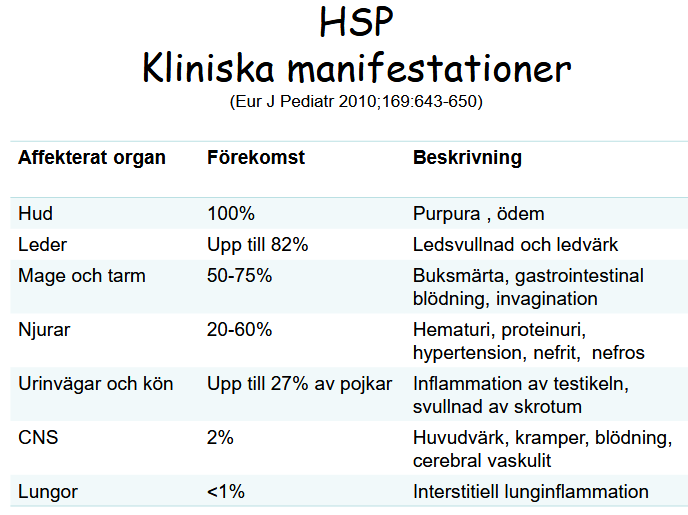 HSP
Kliniska manifestationer
(Eur J Pediatr 2010;169:643-650)
Affekterat organ Förekomst Beskrivning
Hud 100% Purpura , ödem
Leder Upp till 82% Ledsvullnad och ledvärk
Mage och tarm 50-75% Buksmärta, gastrointestinal
blödning, invagination
Njurar 20-60% Hematuri, proteinuri,
hypertension, nefrit, nefros
Urinvägar och kön Upp till 27% av pojkar Inflammation av testikeln,
svullnad av skrotum
CNS 2% Huvudvärk, kramper, blödning,
cerebral vaskulit
Lungor <1% Interstitiell lunginflammation